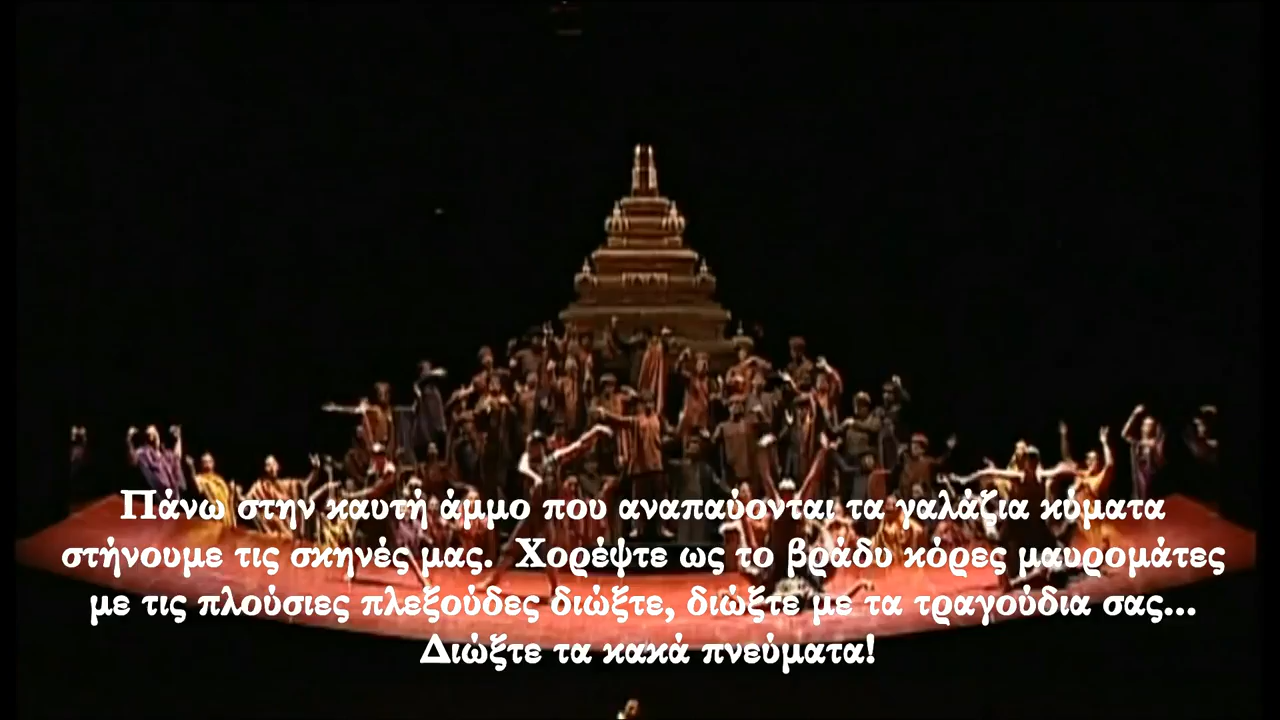 Πάνω στην καυτή άμμο που αναπαύονται τα γαλάζια κύματα
στήνουμε τις σκηνές μας. Χορέψτε ως το βράδυ κόρες μαυρομάτες
με τις πλούσιες πλεξούδες διώξτε, διώξτε με τα τραγούδια σας...
Διώξτε τα κακά πνεύματα!